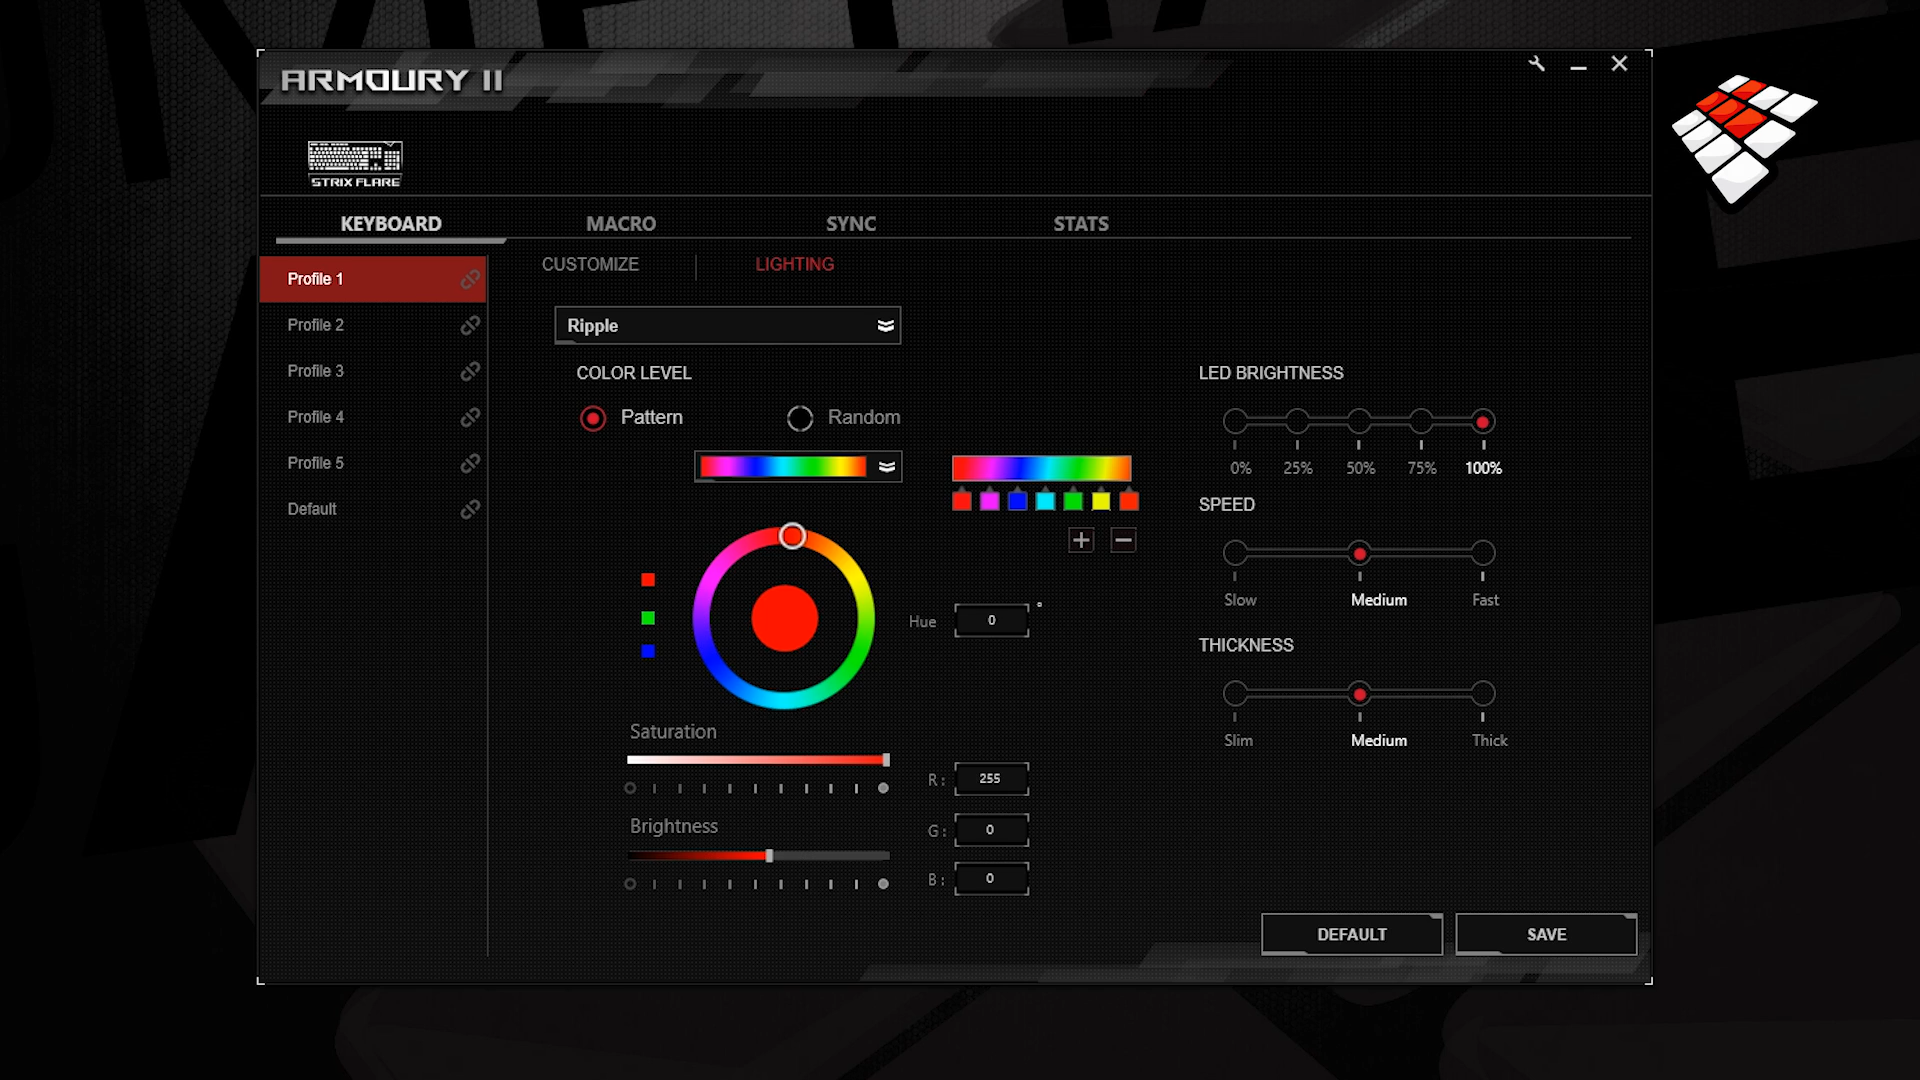 ARMOURY II
STRIX FLARE
KEYBOARD
MACRO
SYNC
STATS
Profile 1
Profile 2
Profile 3
Profile 4
Profile 5
Default
CUSTOMIZE
LIGHTING
Ripple
COLOR LEVEL
Pattern
Random
Hue
0
°
Saturation
Brightness
R :
255
G :
0
B :
0
LED BRIGHTNESS
0%
25%
50%
75%
100%
SPEED
Slow
Medium
Fast
THICKNESS
Slim
Medium
Thick
DEFAULT
SAVE